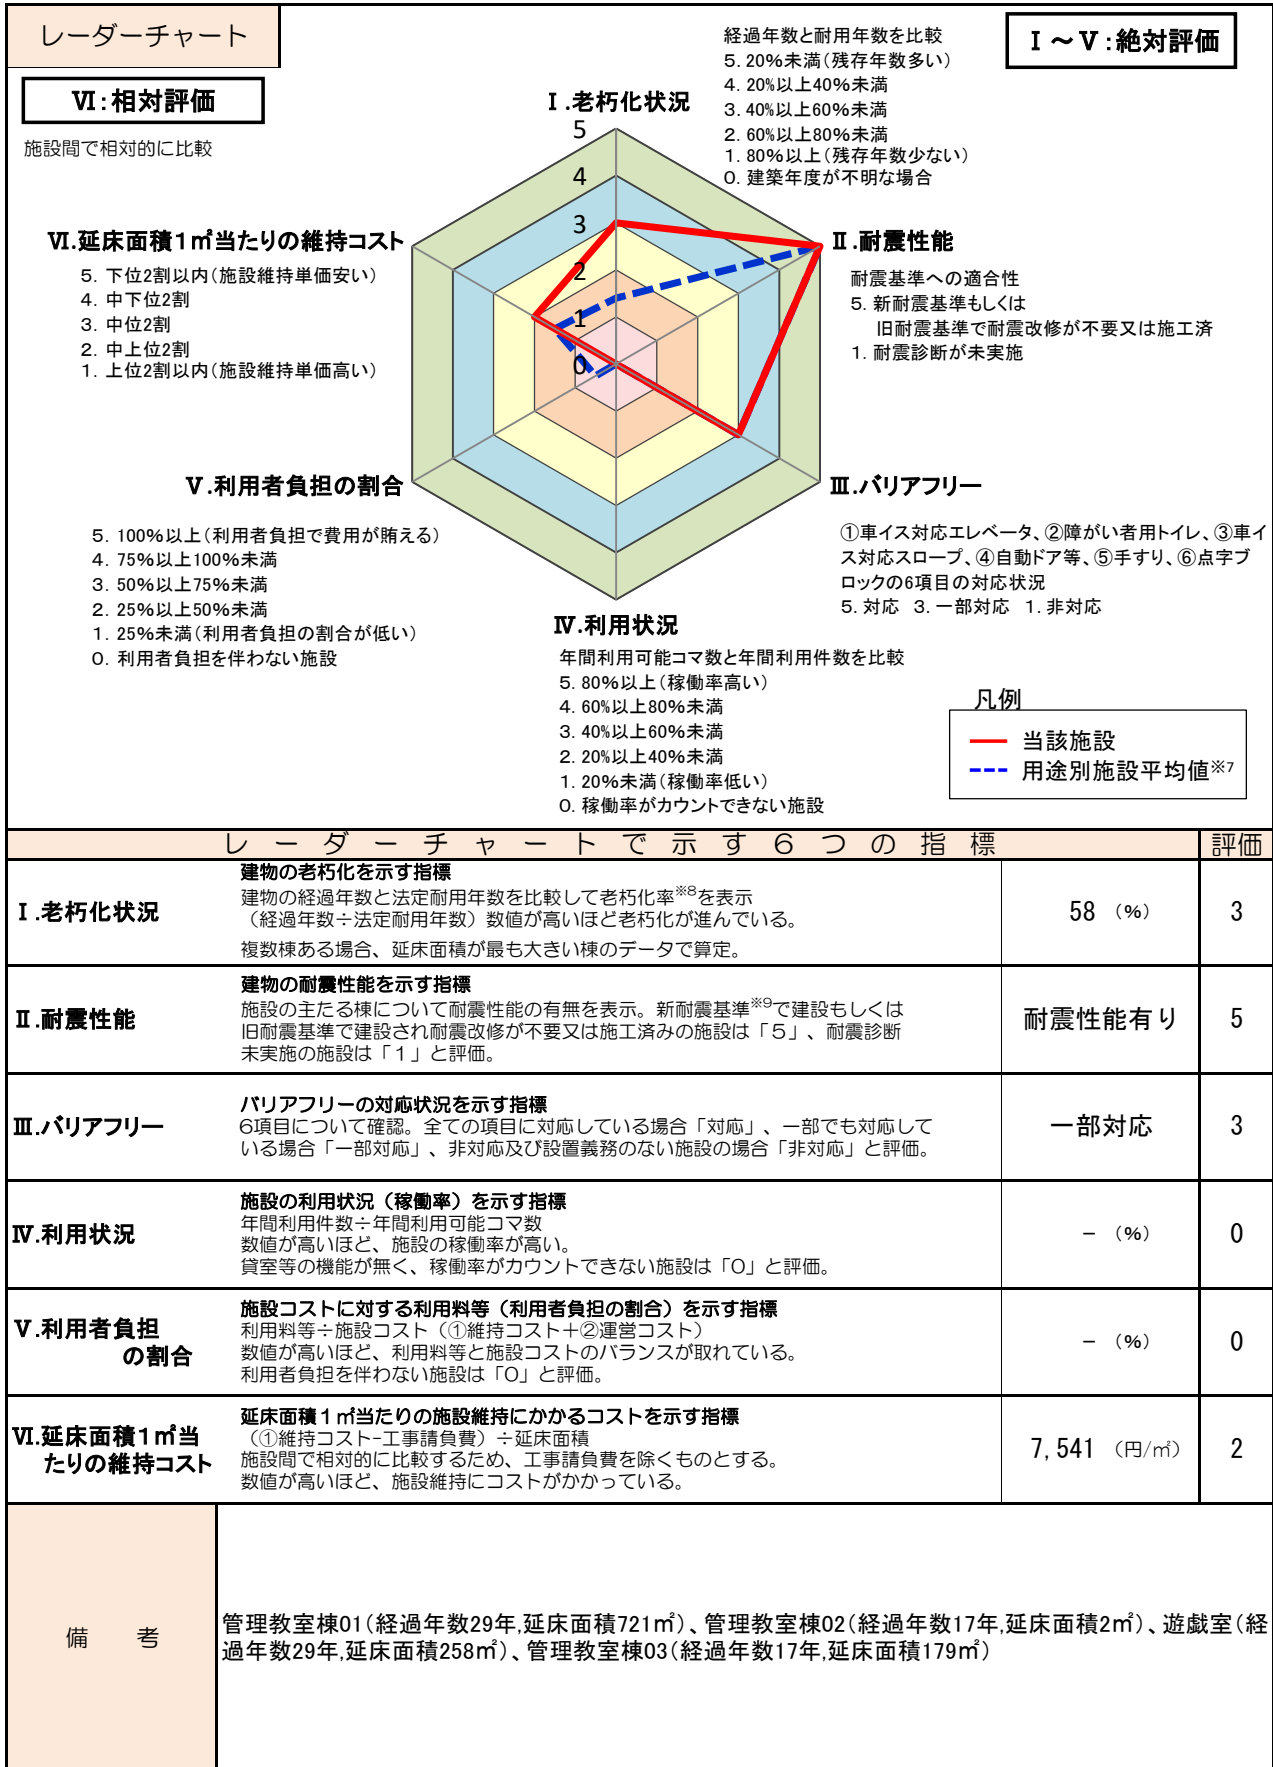 レーダーチャート
Ⅵ：相対評価
施設間で相対的に比較
Ⅰ～Ⅴ：絶対評価
経過年数と耐用年数を比較
5. 20%未満（残存年数多い）
4. 20%以上40%未満
3. 40%以上60%未満
2. 60%以上80%未満
1. 80%以上（残存年数少ない）
0. 建築年度が不明な場合
Ⅰ.老朽化状況
5
4
3
2
1
0
Ⅱ.耐震性能
耐震基準への適合性
5. 新耐震基準もしくは
旧耐震基準で耐震改修が不要又は施工済
1. 耐震診断が未実施
Ⅵ.延床面積1㎡当たりの維持コスト
5. 下位2割以内（施設維持単価安い）
4. 中下位2割
3. 中位2割
2. 中上位2割
1. 上位2割以内（施設維持単価高い）
Ⅴ.利用者負担の割合
5. 100%以上（利用者負担で費用が賄える）
4. 75%以上100%未満
3. 50%以上75%未満
2. 25%以上50%未満
1. 25%未満（利用者負担の割合が低い）
0. 利用者負担を伴わない施設
Ⅲ.バリアフリー
①車イス対応エレベータ、②障がい者用トイレ、③車イ
ス対応スロープ、④自動ドア等、⑤手すり、⑥点字ブ
ロックの6項目の対応状況
5. 対応 3. 一部対応 1. 非対応
Ⅳ.利用状況
年間利用可能コマ数と年間利用件数を比較
5. 80%以上（稼働率高い）
4. 60%以上80%未満
3. 40%以上60%未満
2. 20%以上40%未満
1. 20%未満（稼働率低い）
0. 稼働率がカウントできない施設
凡例
当該施設
用途別施設平均値※7
レーダーチャートで示す６つの指標 評価
Ⅰ.老朽化状況
建物の老朽化を示す指標
建物の経過年数と法定耐用年数を比較して老朽化率※8を表示
（経過年数÷法定耐用年数）数値が高いほど老朽化が進んでいる。
複数棟ある場合、延床面積が最も大きい棟のデータで算定。
58 （%） 3
Ⅱ.耐震性能
建物の耐震性能を示す指標
施設の主たる棟について耐震性能の有無を表示。新耐震基準※9で建設もしくは
旧耐震基準で建設され耐震改修が不要又は施工済みの施設は「５」、耐震診断
未実施の施設は「１」と評価。
耐震性能有り 5
Ⅲ.バリアフリー
バリアフリーの対応状況を示す指標
6項目について確認。全ての項目に対応している場合「対応」、一部でも対応して
いる場合「一部対応」、非対応及び設置義務のない施設の場合「非対応」と評価。
一部対応 3
Ⅳ.利用状況
施設の利用状況（稼働率）を示す指標
年間利用件数÷年間利用可能コマ数
数値が高いほど、施設の稼働率が高い。
貸室等の機能が無く、稼働率がカウントできない施設は「０」と評価。
－ （%） 0
Ⅴ.利用者負担
の割合
施設コストに対する利用料等（利用者負担の割合）を示す指標
利用料等÷施設コスト（①維持コスト＋②運営コスト）
数値が高いほど、利用料等と施設コストのバランスが取れている。
利用者負担を伴わない施設は「０」と評価。
－ （%） 0
Ⅵ.延床面積1㎡当
たりの維持コスト
延床面積１㎡当たりの施設維持にかかるコストを示す指標
（①維持コスト-工事請負費）÷延床面積
施設間で相対的に比較するため、工事請負費を除くものとする。
数値が高いほど、施設維持にコストがかかっている。
7,541 （円/㎡） 2
備 考
管理教室棟01（経過年数29年,延床面積721㎡）、管理教室棟02（経過年数17年,延床面積2㎡）、遊戯室（経
過年数29年,延床面積258㎡）、管理教室棟03（経過年数17年,延床面積179㎡）